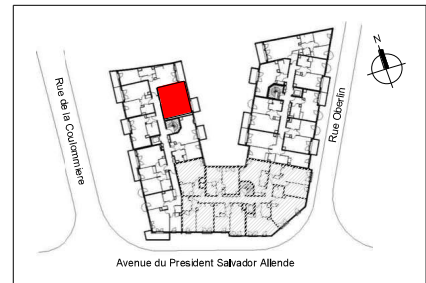 N
Rue de la Coulommiere
Rue Oberlin
Avenue du President Salvador Allende